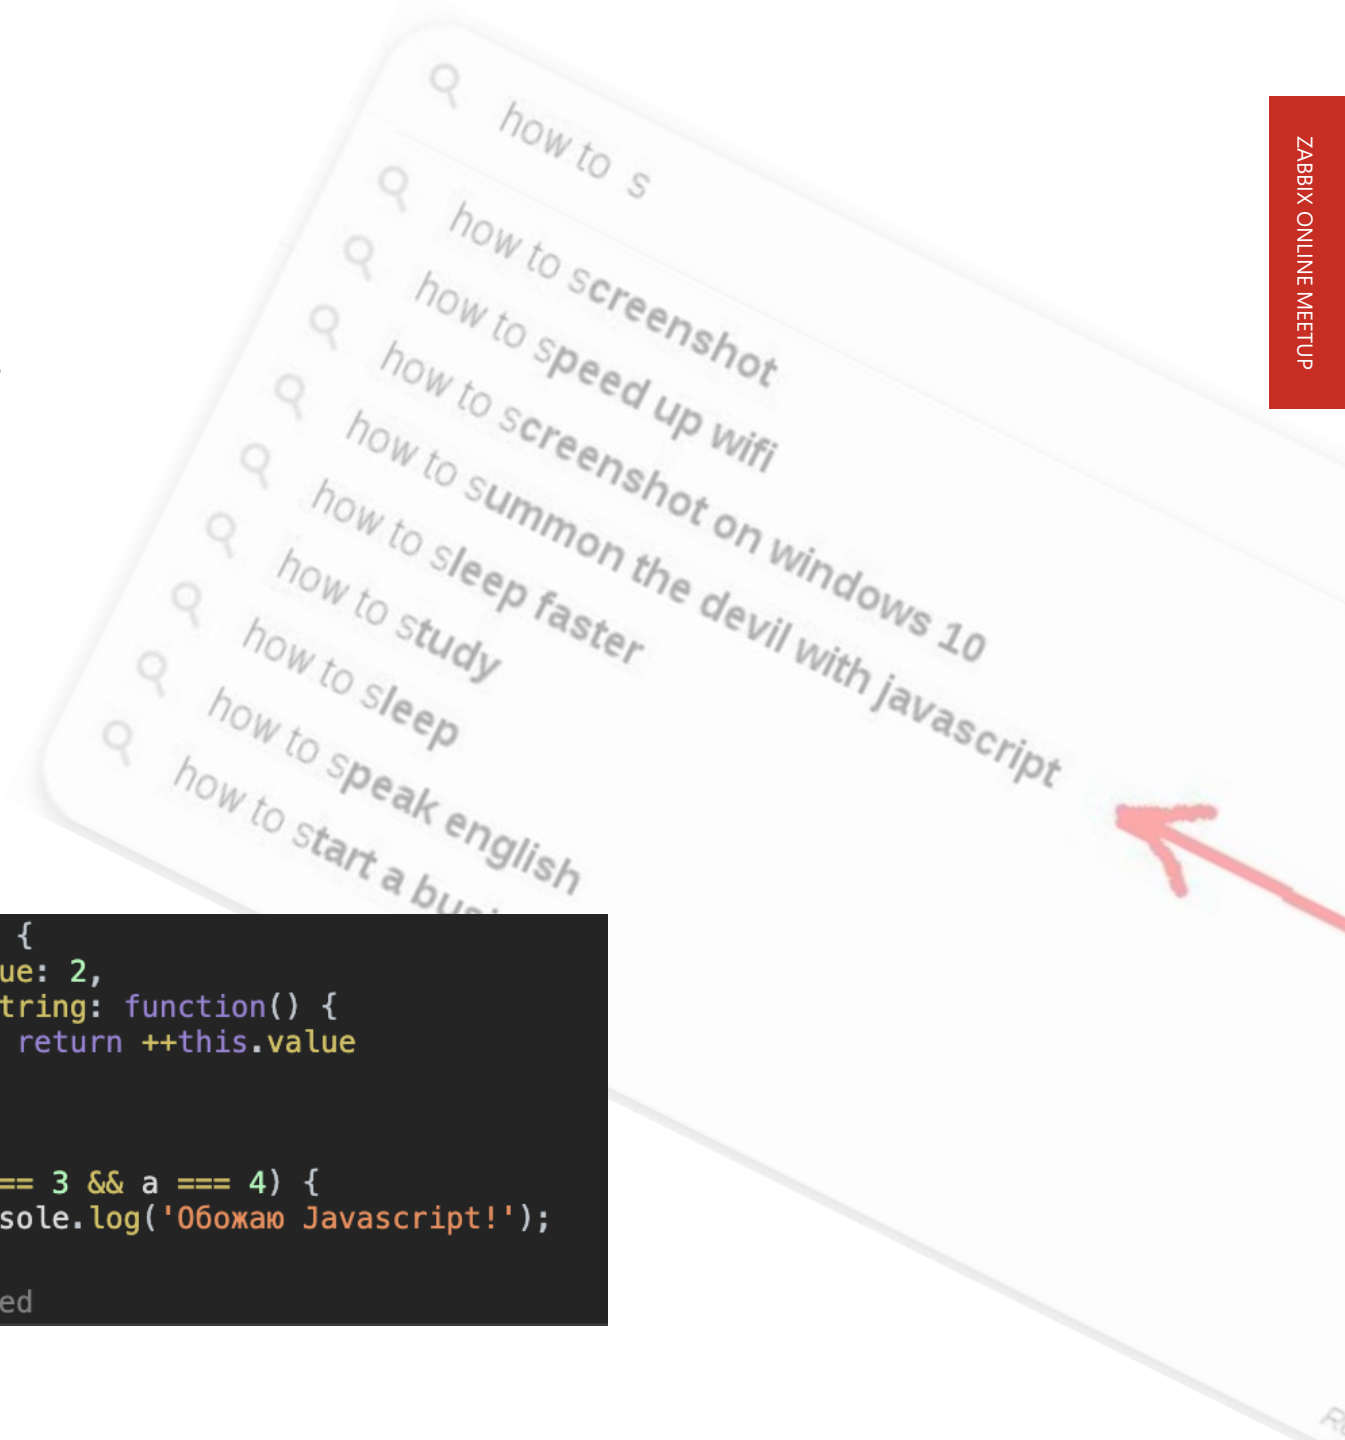 how to s
how to screenshot
how to speed up wifi
how to screenshot on windows 10
how to summon the devil with javascript
how to sleep faster
how to study
how to sleep
how to speak english
how to start a
ZABBIX ONLINE MEETUP
{
ue: 2,
tring: function() {
return ++this.value
== 3 && a === 4) {
sole.log('Обожаю Javascript!');
ed